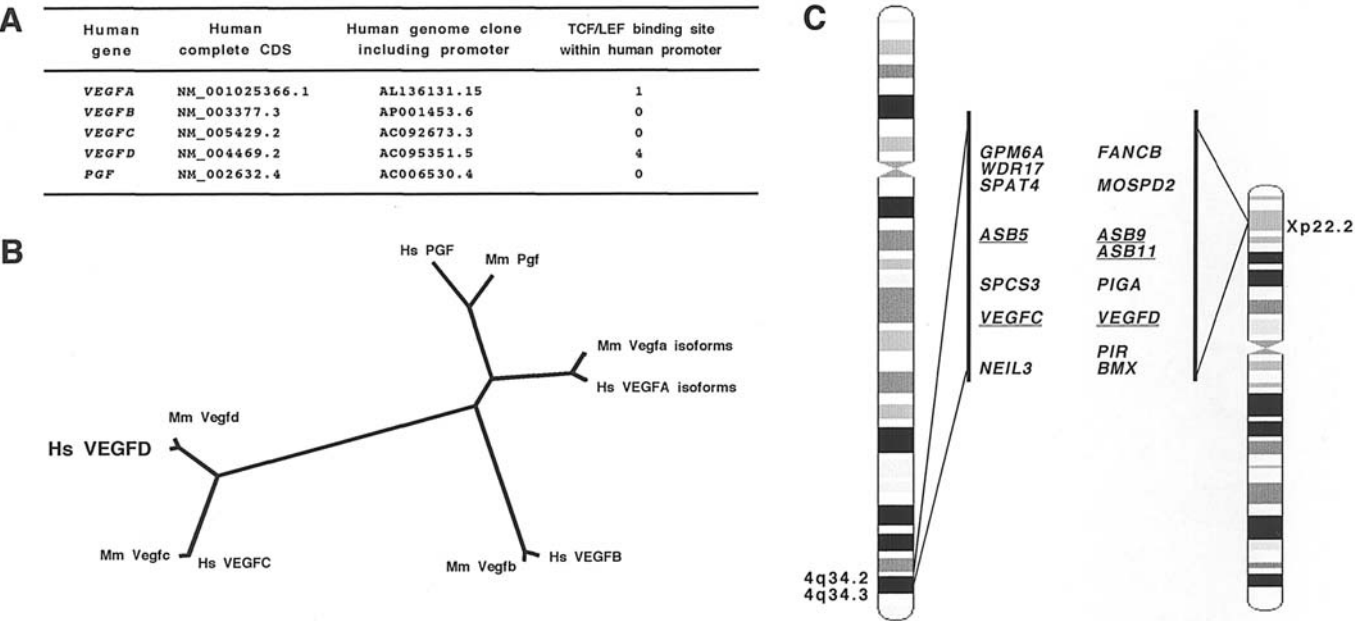 A
Human gene Human complete CDS Human genome clone including promoter TCF/LEF binding site within human promoter
VEGFA NM_001025366.1 AL136131.15 1
VEGFB NM_003377.3 AP001453.6 0
VEGFC NM_005429.2 AC092673.3 0
VEGFD NM_004469.2 AC095351.5 4
PGF NM_002632.4 AC006530.4 0
B
Hs PGF
Mm Pgf
Mm Vegfa isoforms
Hs VEGFA isoforms
Mm Vegfd
Hs VEGFD
Mm Vegfc
Hs VEGFC
Mm Vegfb
Hs VEGFB
C
GPM6A
WDR17
SPAT4
ASB5
SPCS3
VEGFC
NEIL3
4q34.2
4q34.3
FANCB
MOSPD2
ASB9
ASB11
PIGA
VEGFD
PIR
BMX
Xp22.2